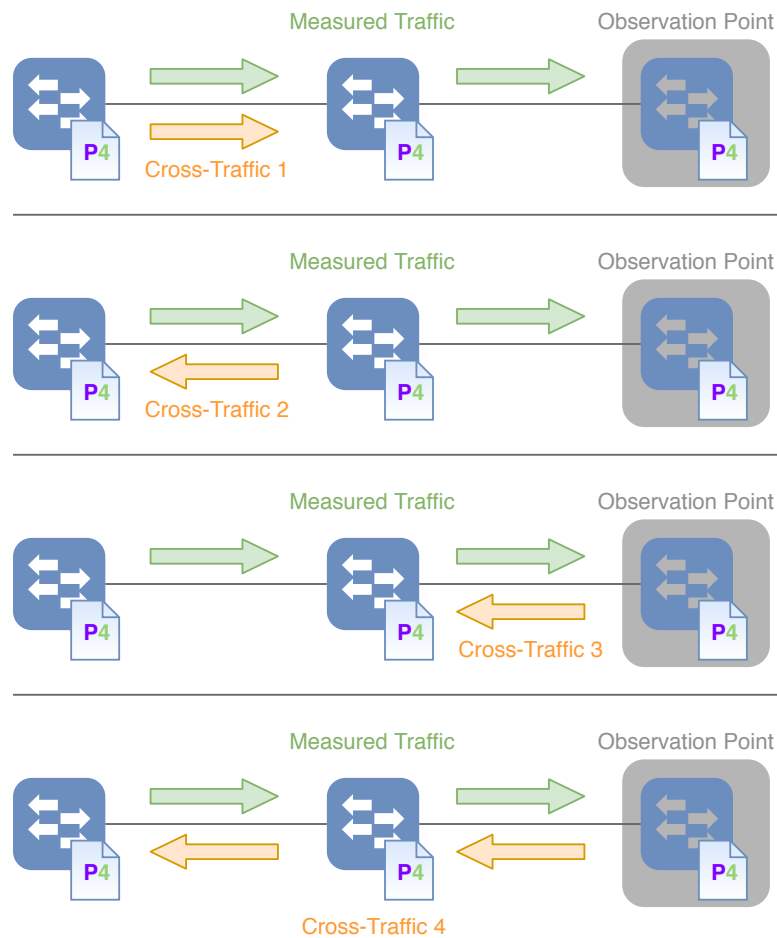 Measured Traffic
Observation Point
P4
P4
P4
Cross-Traffic 1
Measured Traffic
Observation Point
P4
P4
P4
Cross-Traffic 2
Measured Traffic
Observation Point
P4
P4
P4
Cross-Traffic 3
Measured Traffic
Observation Point
P4
P4
P4
Cross-Traffic 4